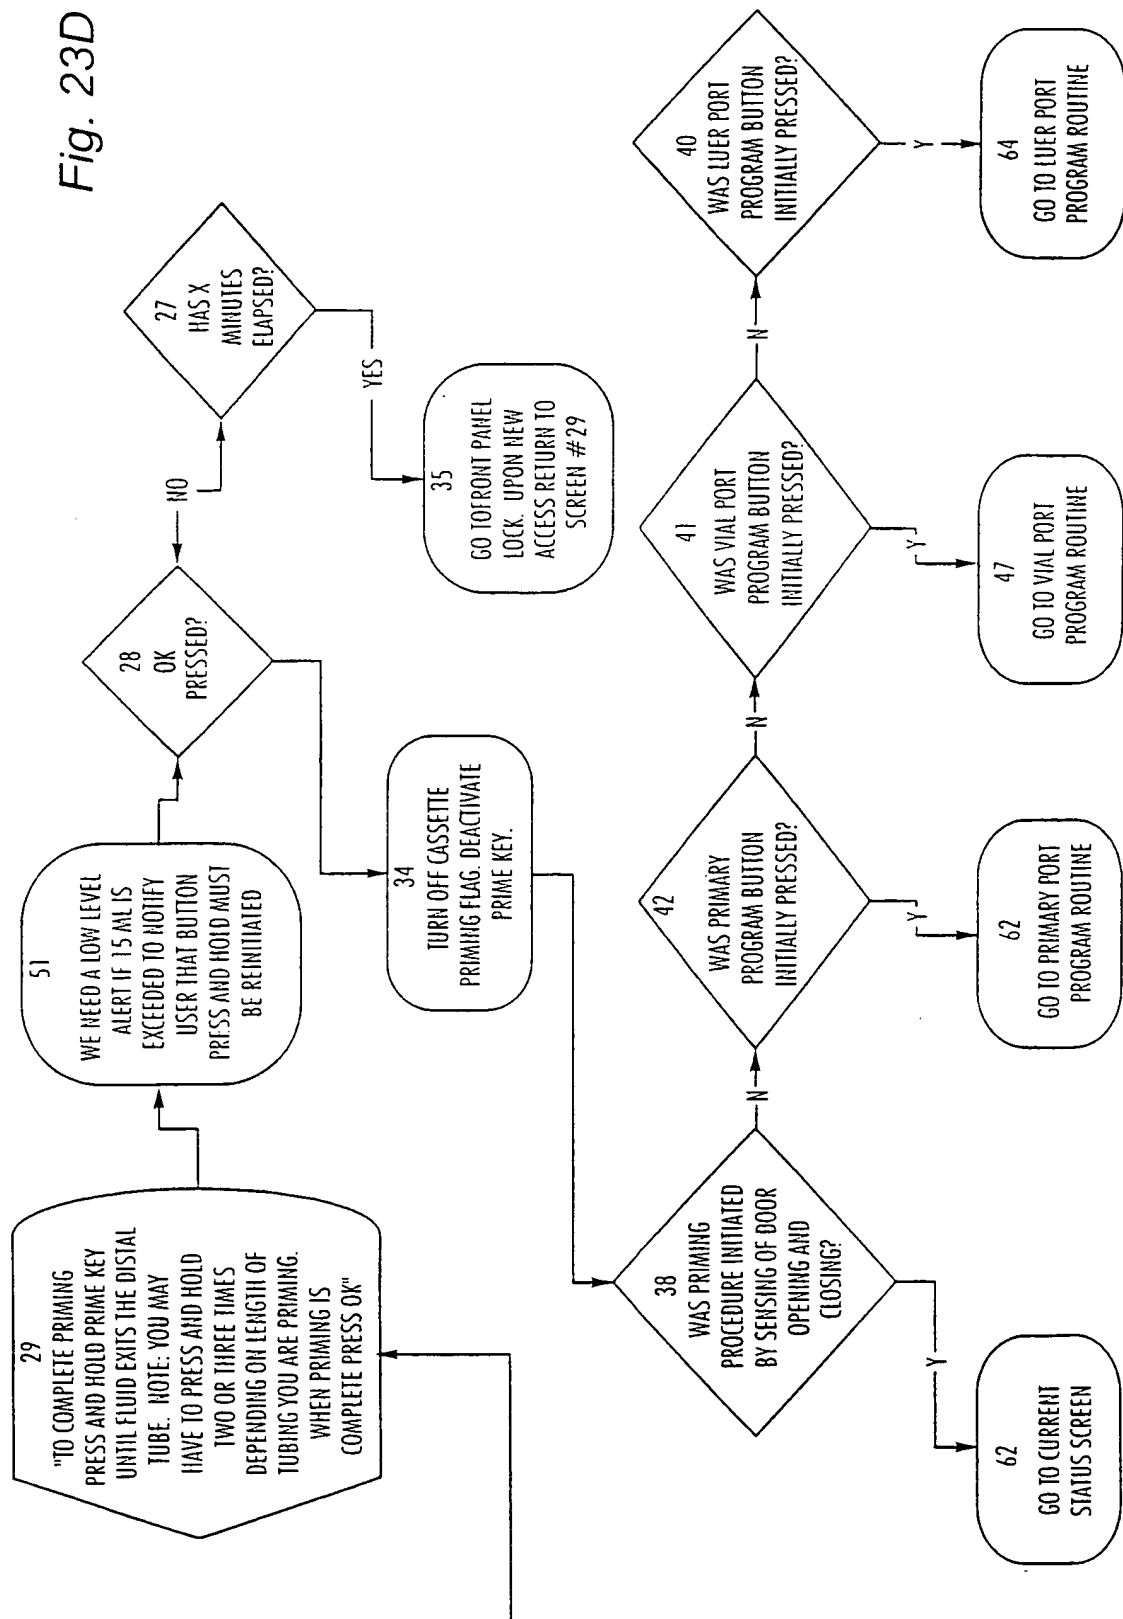 Fig. 23D
29
"TO COMPLETE PRIMING
PRESS AND HOLD PRIME KEY
UNTIL FLUID EXITS THE DISTAL
TUBE. NOTE: YOU MAY
HAVE TO PRESS AND HOLD
TWO OR THREE TIMES
DEPENDING ON LENGTH OF
TUBING YOU ARE PRIMING.
WHEN PRIMING IS
COMPLETE PRESS OK"
51
WE NEED A LOW LEVEL
ALERT IF 15 ML IS
EXCEEDED TO NOTIFY
USER THAT BUTTON
PRESS AND HOLD MUST
BE REINITIATED
28
OK
PRESSED?
NO
27
HAS X
MINUTES
ELAPSED?
YES
35
GO TOFRONT PANEL
LOCK. UPON NEW
ACCESS RETURN TO
SCREEN #29
34
TURN OFF CASSETTE
PRIMING FLAG. DEACTIVATE
PRIME KEY.
38
WAS PRIMING
PROCEDURE INITIATED
BY SENSING OF DOOR
OPENING AND
CLOSING?
N
42
WAS PRIMARY
PROGRAM BUTTON
INITIALLY PRESSED?
N
41
WAS VIAL PORT
PROGRAM BUTTON
INITIALLY PRESSED?
N
40
WAS LUER PORT
PROGRAM BUTTON
INITIALLY PRESSED?
Y
62
GO TO CURRENT
STATUS SCREEN
Y
62
GO TO PRIMARY PORT
PROGRAM ROUTINE
Y
47
GO TO VIAL PORT
PROGRAM ROUTINE
Y
64
GO TO LUER PORT
PROGRAM ROUTINE